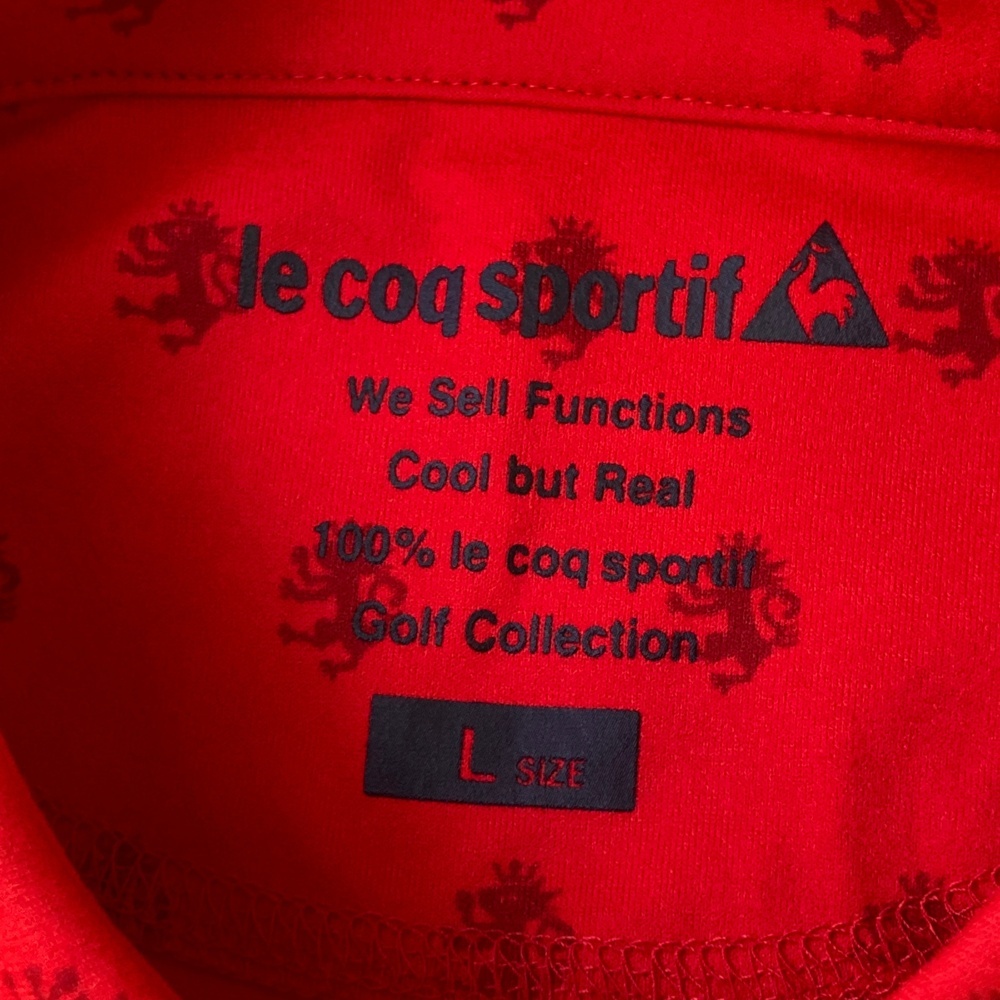 le coq sportif
We Sell Functions
Cool but Real
100% le coq sportif
Golf Collection
L SIZE